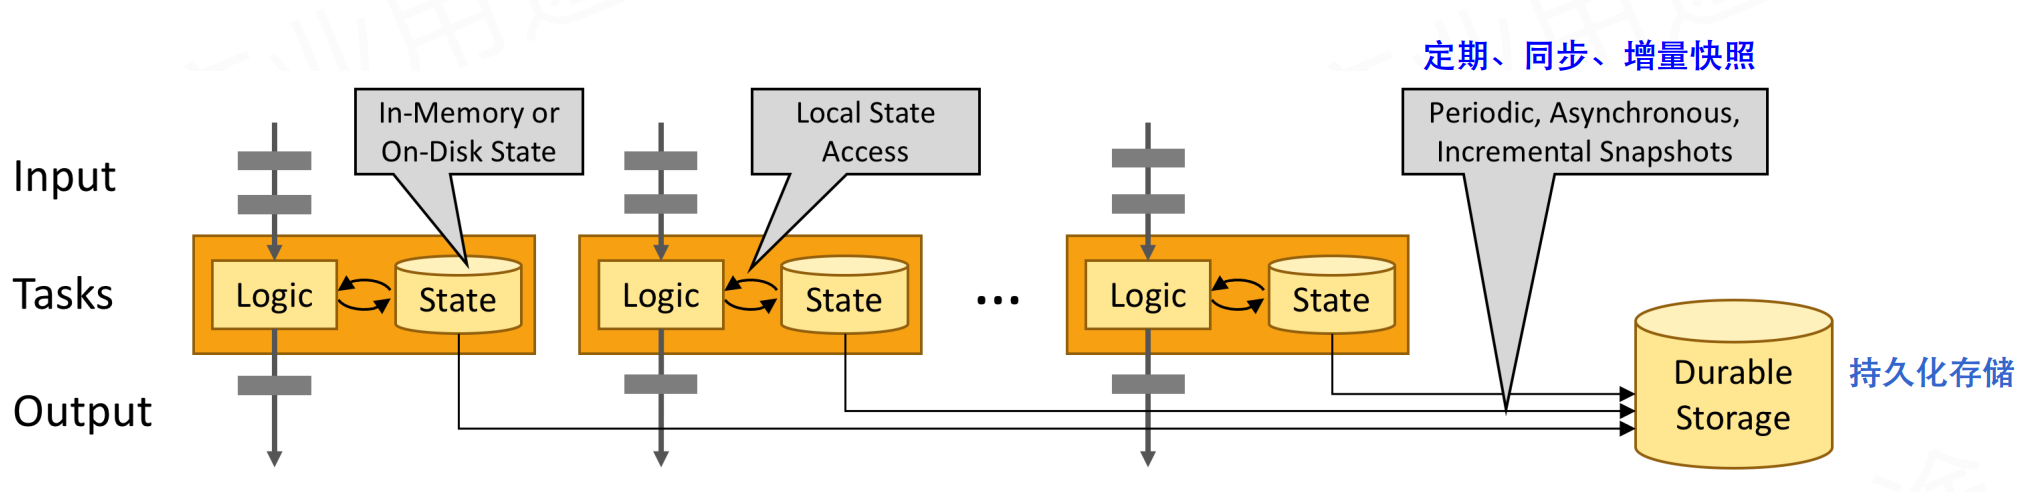 定期、同步、增量快照
In-Memory or
On-Disk State
Local State
Access
Periodic, Asynchronous,
Incremental Snapshots
Input
Tasks
Logic
State
Logic
State
...
Logic
State
Output
Durable
Storage
持久化存储